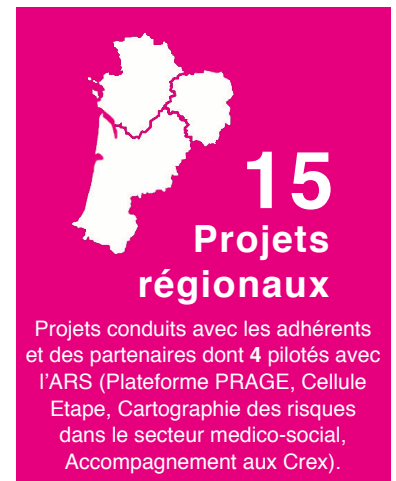 15
Projets
régionaux
Projets conduits avec les adhérents
et des partenaires dont 4 pilotés avec
l'ARS (Plateforme PRAGE, Cellule
Etape, Cartographie des risques
dans le secteur medico-social,
Accompagnement aux Crex).